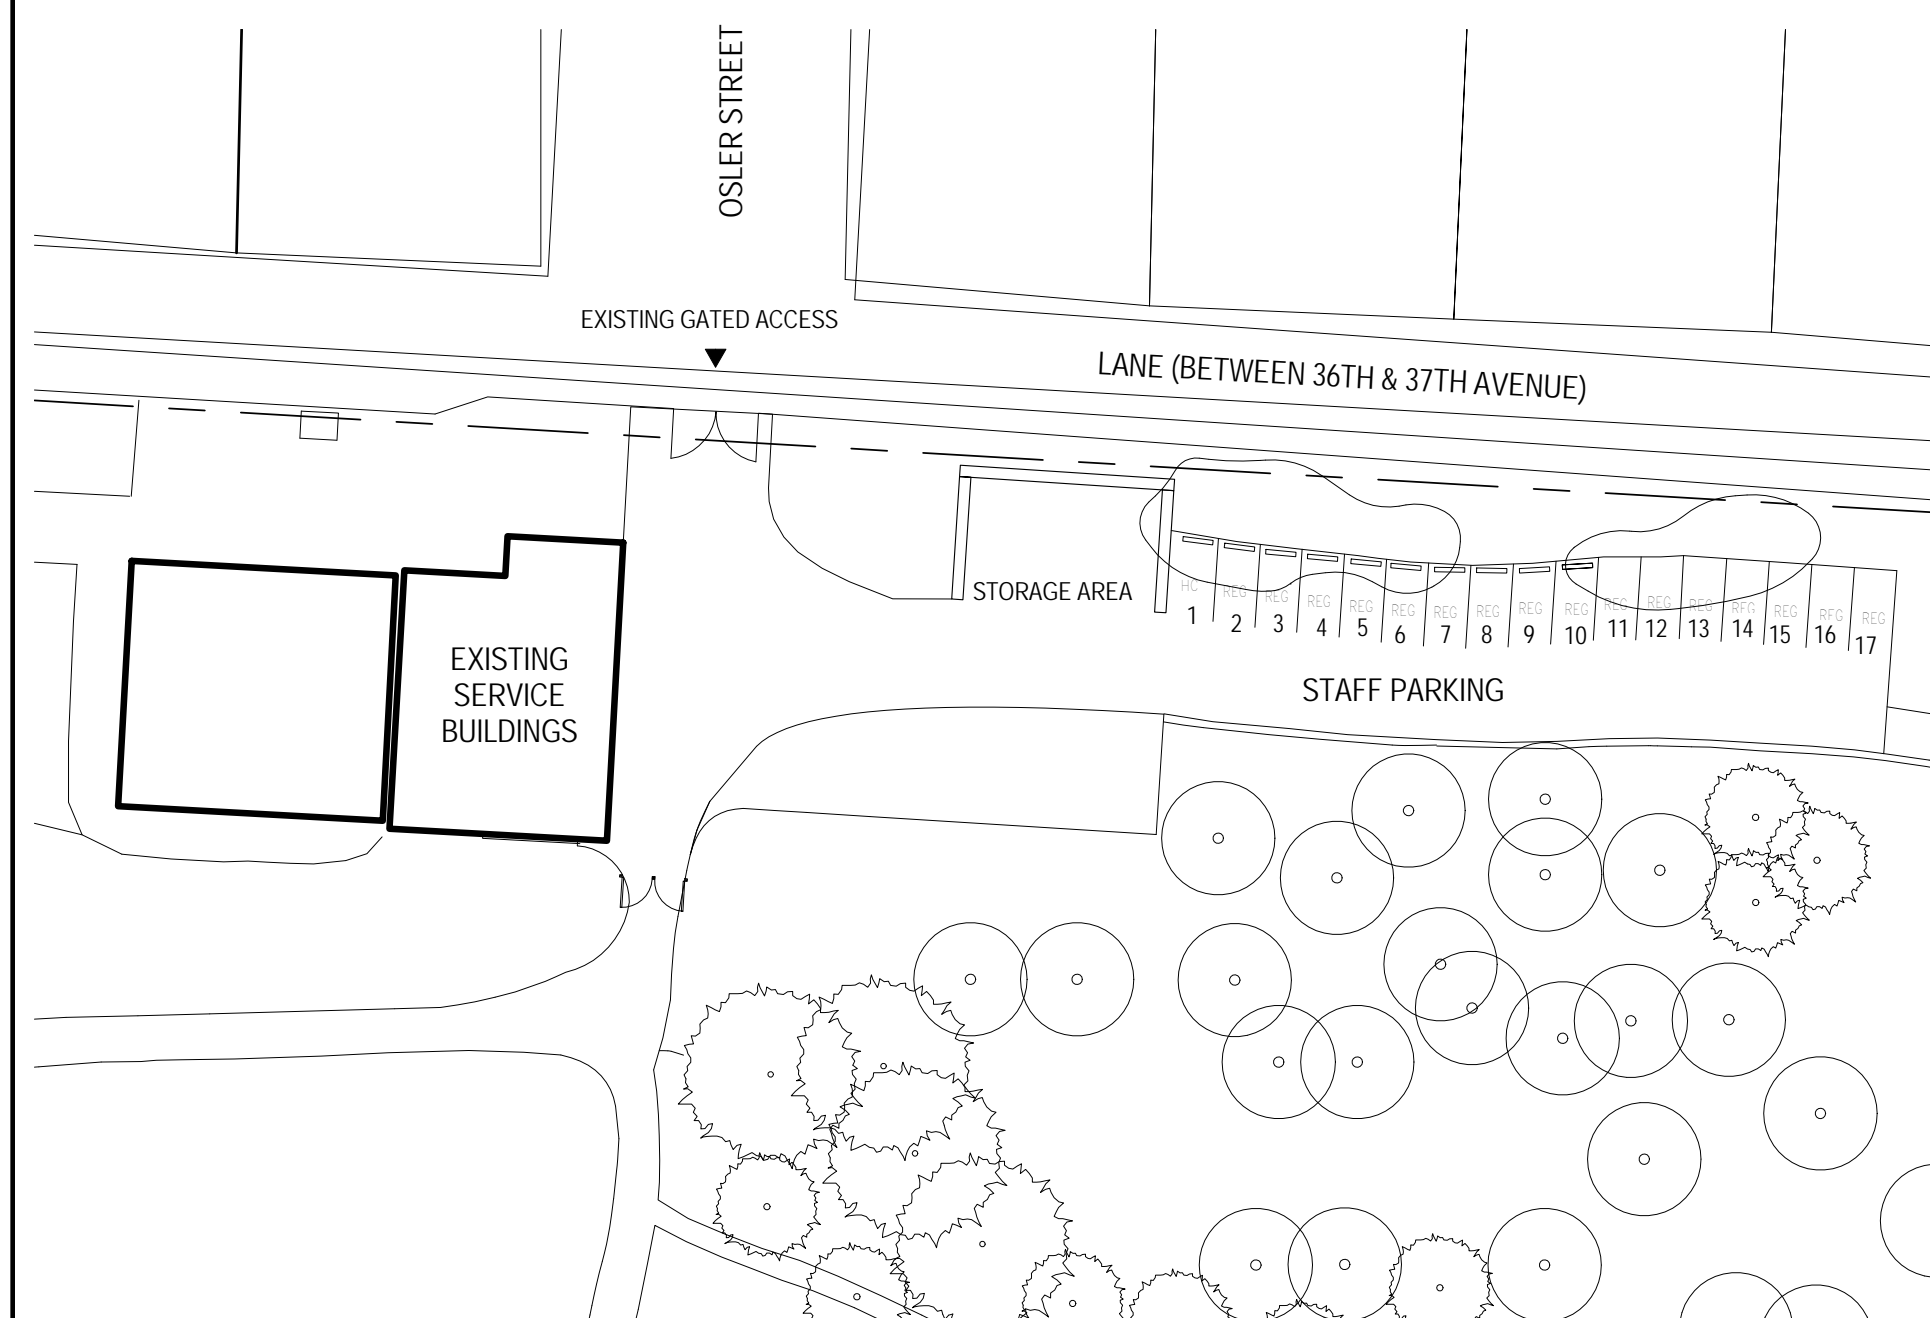 OSLER STREET
EXISTING GATED ACCESS
LANE (BETWEEN 36TH & 37TH AVENUE)
STORAGE AREA
HC REG REG REG REG REG REG REG REG REG REG REG REG REG REG REG REG
1 2 3 4 5 6 7 8 9 10 11 12 13 14 15 16 17
EXISTING
SERVICE
BUILDINGS
STAFF PARKING